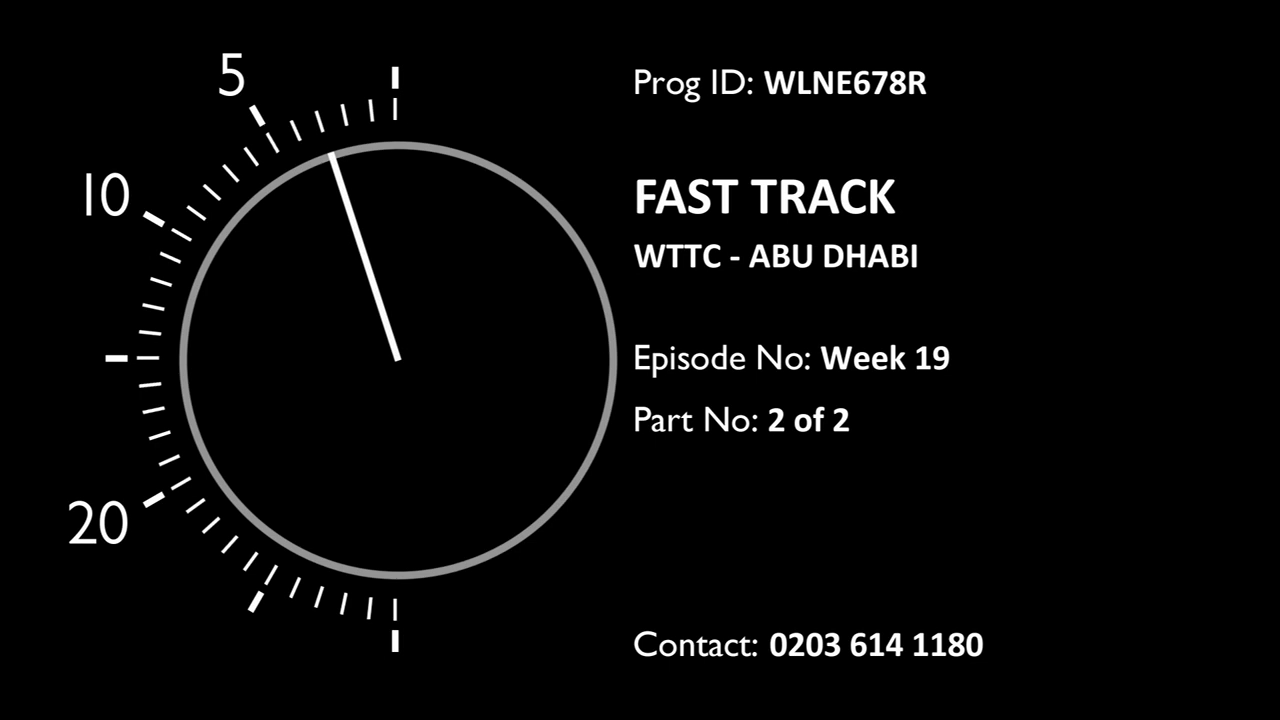 5
10
20
Prog ID: WLNE678R
FAST TRACK
WTTC - ABU DHABI
Episode No: Week 19
Part No: 2 of 2
Contact: 0203 614 1180